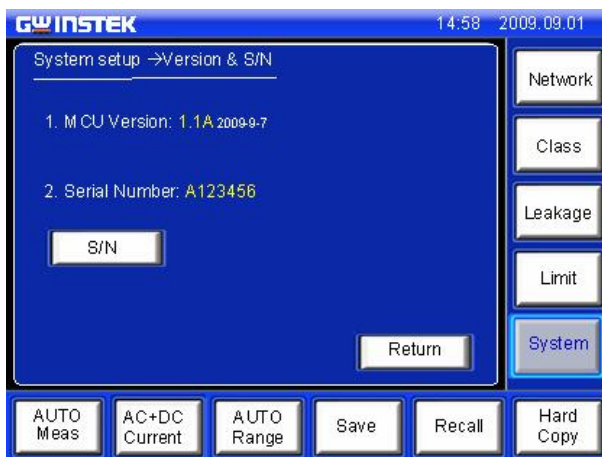 GWINSTEK 14:58 2009.09.01
System setup →Version & S/N
1. MCU Version: 1.1A 2009-9-7
2. Serial Number: A123456
S/N
Return
Network
Class
Leakage
Limit
System
AUTO Meas
AC+DC Current
AUTO Range
Save
Recall
Hard Copy